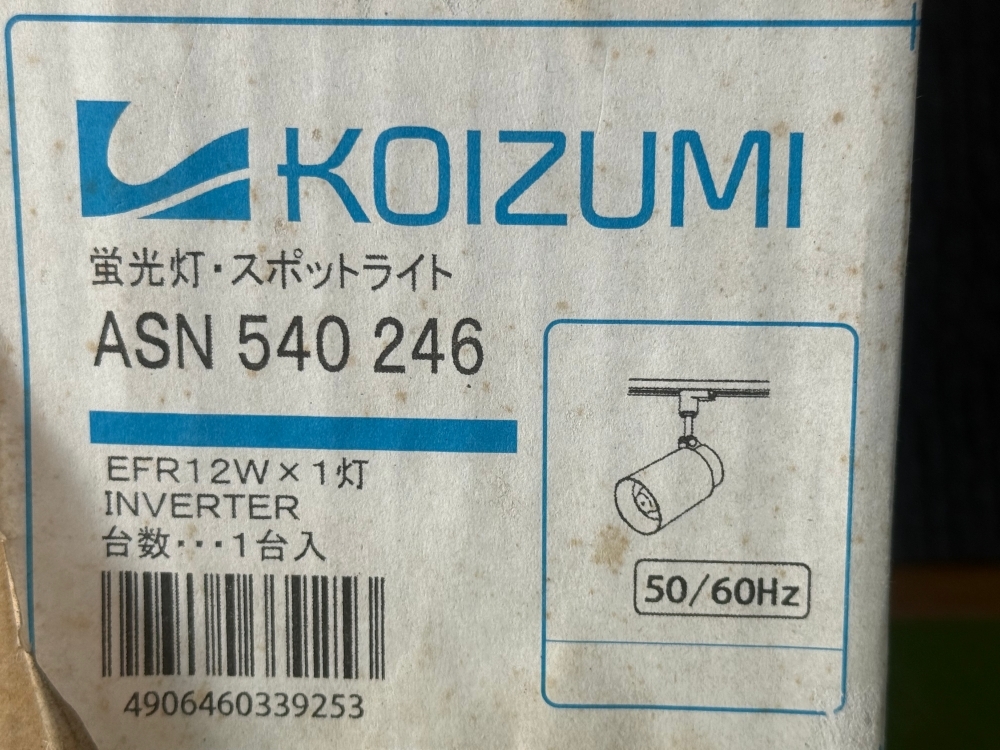 KOIZUMI
蛍光灯・スポットライト
ASN 540 246
EFR12W×1灯
INVERTER
台数・・・1台入
4906460339253
50/60Hz